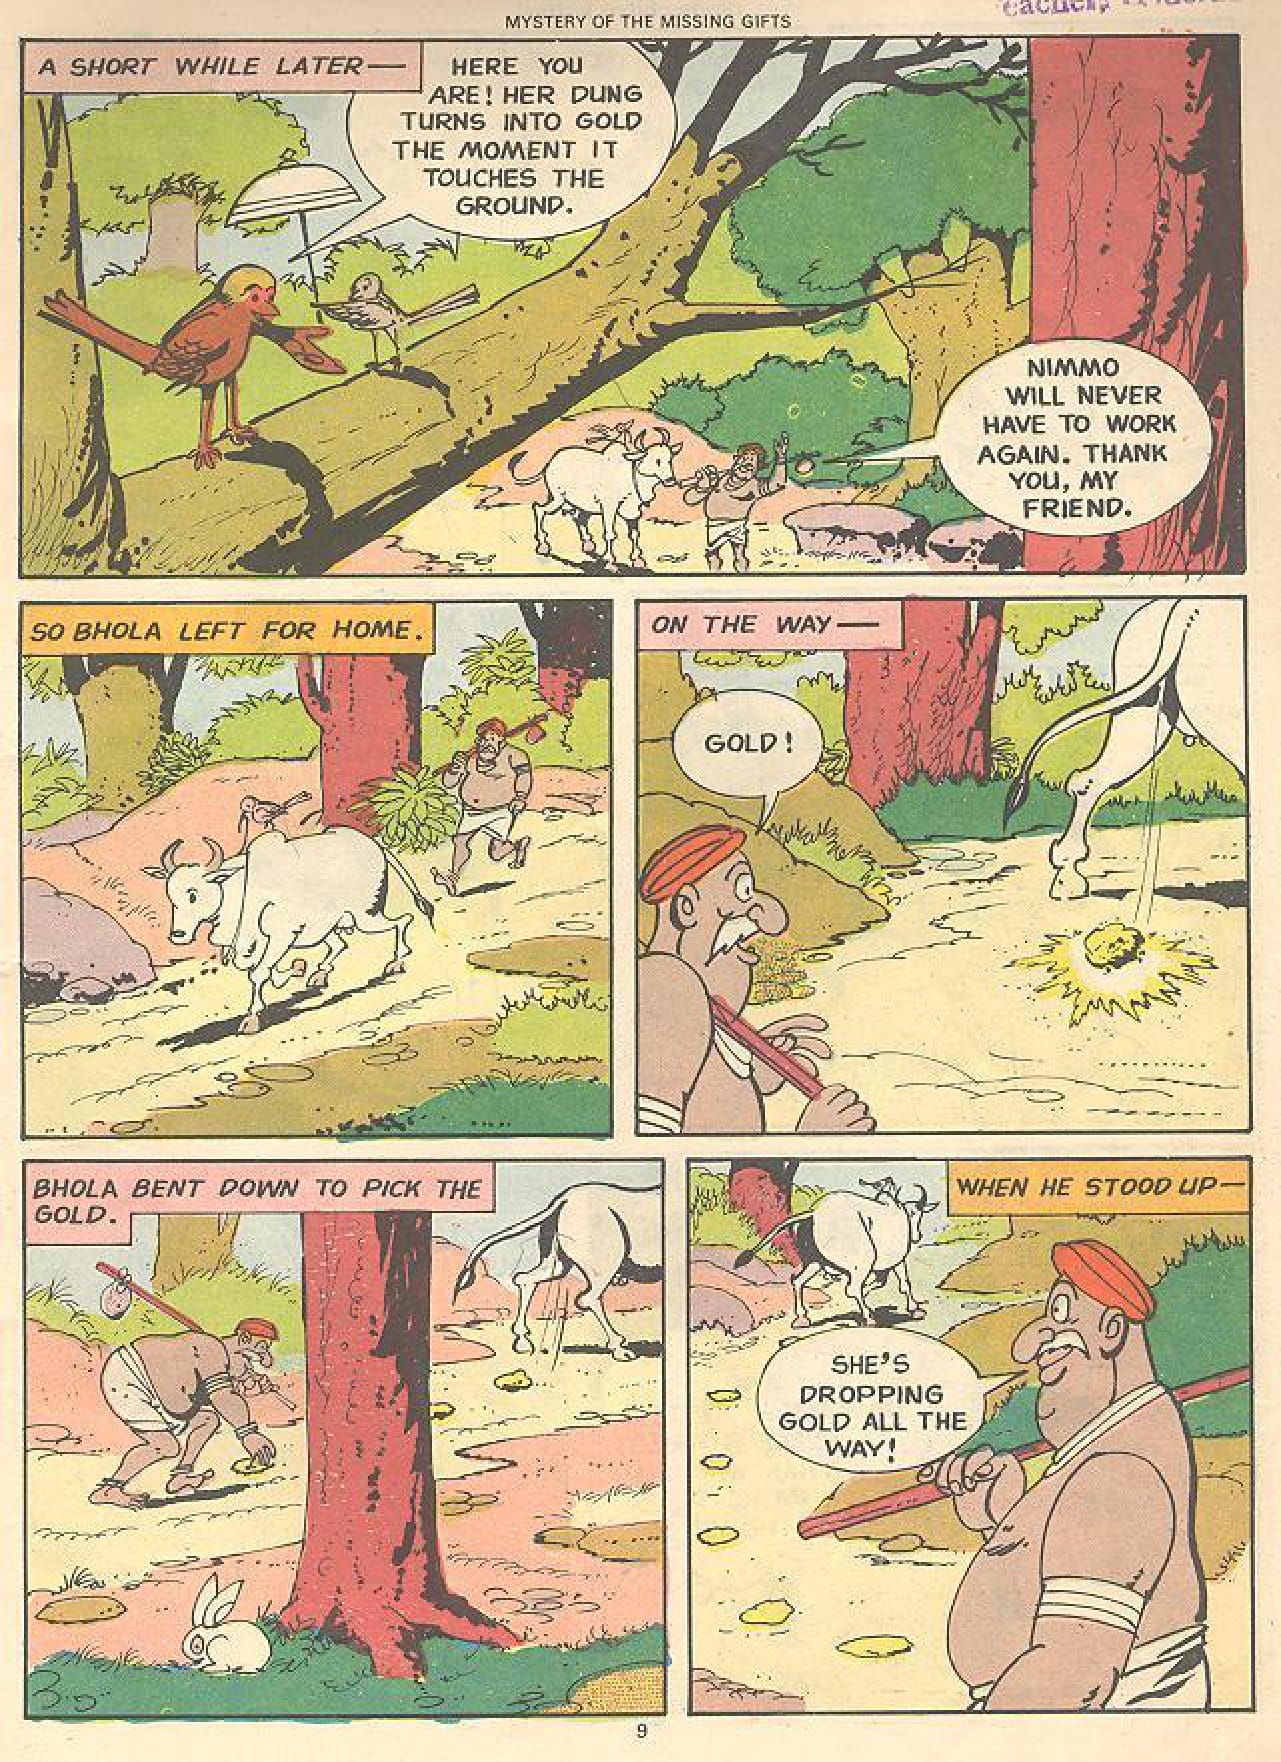 MYSTERY OF THE MISSING GIFTS
A SHORT WHILE LATER—
HERE YOU
ARE! HER DUNG
TURNS INTO GOLD
THE MOMENT IT
TOUCHES THE
GROUND.
NIMMO
WILL NEVER
HAVE TO WORK
AGAIN. THANK
YOU, MY
FRIEND.
SO BHOLA LEFT FOR HOME.
ON THE WAY—
GOLD!
BHOLA BENT DOWN TO PICK THE
GOLD.
WHEN HE STOOD UP—
SHE'S
DROPPING
GOLD ALL THE
WAY!
9